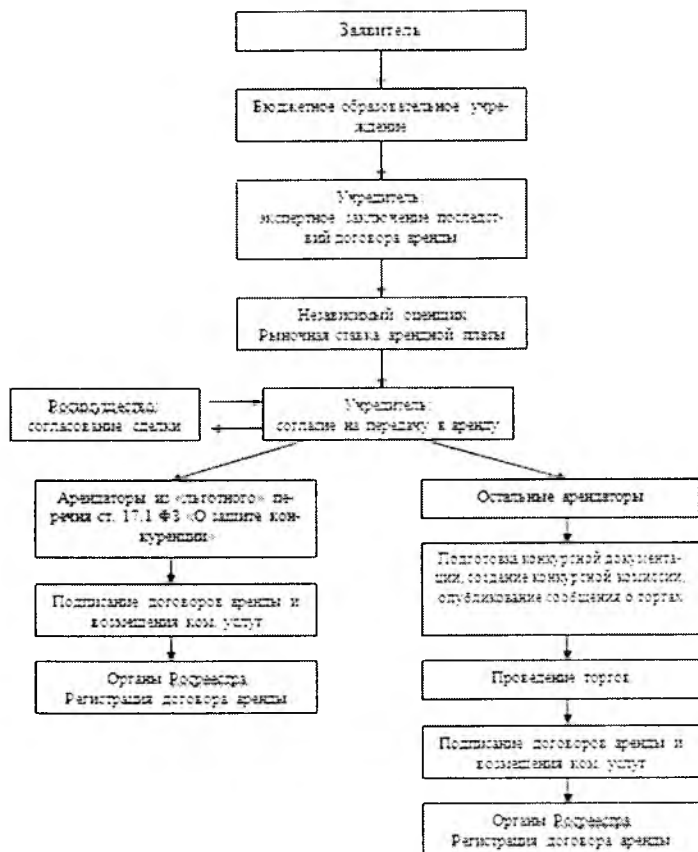 Заявитель
Бюджетное образовательное учре-
ждение
Учредитель:
экспертное заключение последст-
вий договора аренды
Независимый оценщик:
Рыночная ставка арендной платы
Росимущество:
согласование сделки
Учредитель:
согласие на передачу в аренду
Арендаторы из «льготного» пе-
речня ст. 17.1 ФЗ «О защите кон-
куренции»
Подписание договоров аренды и
возмещения ком. услуг
Органы Росреестра
Регистрация договора аренды
Остальные арендаторы
Подготовка конкурсной документа-
ции, создание конкурсной комиссии,
опубликование сообщения о торгах
Проведение торгов
Подписание договоров аренды и
возмещения ком. услуг
Органы Росреестра
Регистрация договора аренды